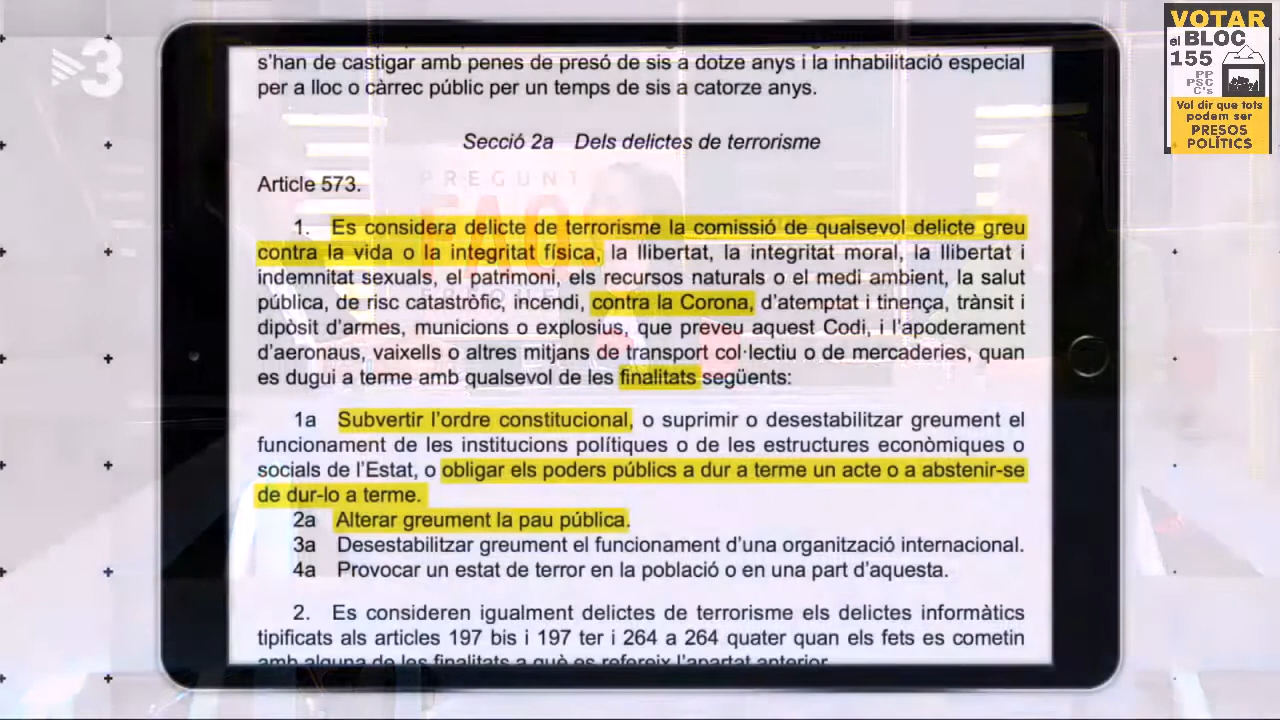 3
VOTAR
el BLOC
155
PP
PSC
C's
Vol dir que tots
podem ser
PRESOS
POLÍTICS
s'han de castigar amb penes de presó de sis a dotze anys i la inhabilitació especial
per a lloc o càrrec públic per un temps de sis a catorze anys.
Secció 2a Dels delictes de terrorisme
Article 573.
1. Es considera delicte de terrorisme la comissió de qualsevol delicte greu
contra la vida o la integritat física, la llibertat, la integritat moral, la llibertat i
indemnitat sexuals, el patrimoni, els recursos naturals o el medi ambient, la salut
pública, de risc catastròfic, incendi, contra la Corona, d'atemptat i tinença, trànsit i
dipòsit d'armes, municions o explosius, que preveu aquest Codi, i l'apoderament
d'aeronaus, vaixells o altres mitjans de transport col·lectiu o de mercaderies, quan
es dugui a terme amb qualsevol de les finalitats següents:
1a Subvertir l'ordre constitucional, o suprimir o desestabilitzar greument el
funcionament de les institucions polítiques o de les estructures econòmiques o
socials de l'Estat, o obligar els poders públics a dur a terme un acte o a abstenir-se
de dur-lo a terme.
2a Alterar greument la pau pública.
3a Desestabilitzar greument el funcionament d'una organització internacional.
4a Provocar un estat de terror en la població o en una part d'aquesta.
2. Es consideren igualment delictes de terrorisme els delictes informàtics
tipificats als articles 197 bis i 197 ter i 264 a 264 quater quan els fets es cometin
amb alguna de les finalitats a què es refereix l'apartat anterior.